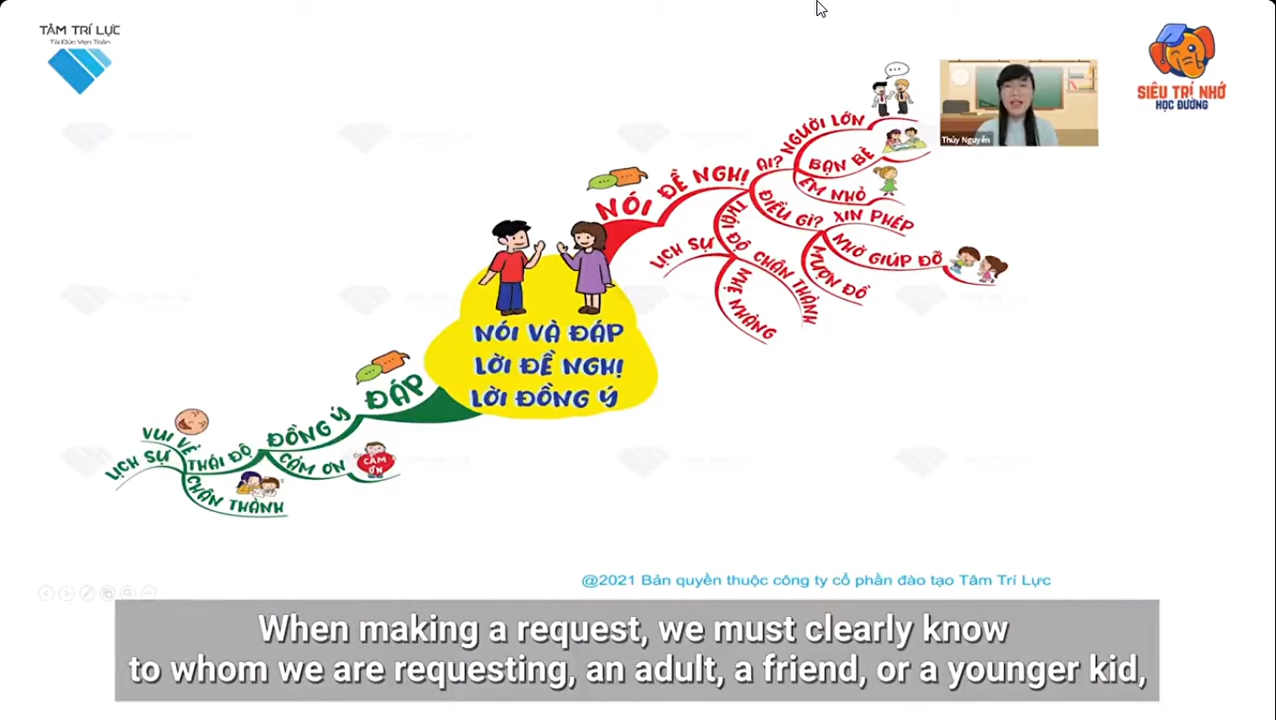 TÂM TRÍ LỰC
Tài Đức Vẹn Toàn
SIÊU TRÍ NHỚ
HỌC ĐƯỜNG
Thúy Nguyễn
NÓI VÀ ĐÁP
LỜI ĐỀ NGHỊ
LỜI ĐỒNG Ý
NÓI ĐỀ NGHỊ
AI?
NGƯỜI LỚN
BẠN BÈ
EM NHỎ
ĐIỀU GÌ?
XIN PHÉP
NHỜ GIÚP ĐỠ
MƯỢN ĐỒ
THÁI ĐỘ
CHÂN THÀNH
NHẸ NHÀNG
LỊCH SỰ
ĐÁP
ĐỒNG Ý
CẢM ƠN
CẢM
ƠN
THÁI ĐỘ
VUI VẺ
LỊCH SỰ
CHÂN THÀNH
@2021 Bản quyền thuộc công ty cổ phần đào tạo Tâm Trí Lực
When making a request, we must clearly know
to whom we are requesting, an adult, a friend, or a younger kid,